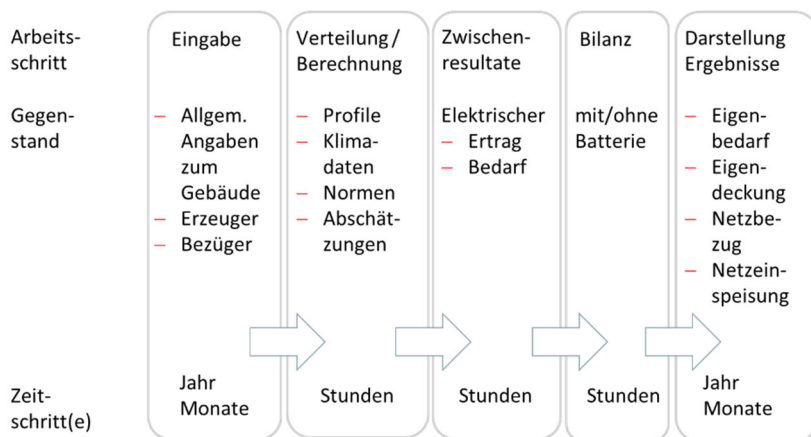 Arbeits-
schritt
Eingabe
Verteilung /
Berechnung
Zwischen-
resultate
Bilanz
Darstellung
Ergebnisse
Gegen-
stand
– Allgem.
Angaben
zum
Gebäude
– Erzeuger
– Bezüger
– Profile
– Klima-
daten
– Normen
– Abschät-
zungen
Elektrischer
– Ertrag
– Bedarf
mit/ohne
Batterie
– Eigen-
bedarf
– Eigen-
deckung
– Netzbe-
zug
– Netzein-
speisung
Zeit-
schritt(e)
Jahr
Monate
Stunden
Stunden
Stunden
Jahr
Monate